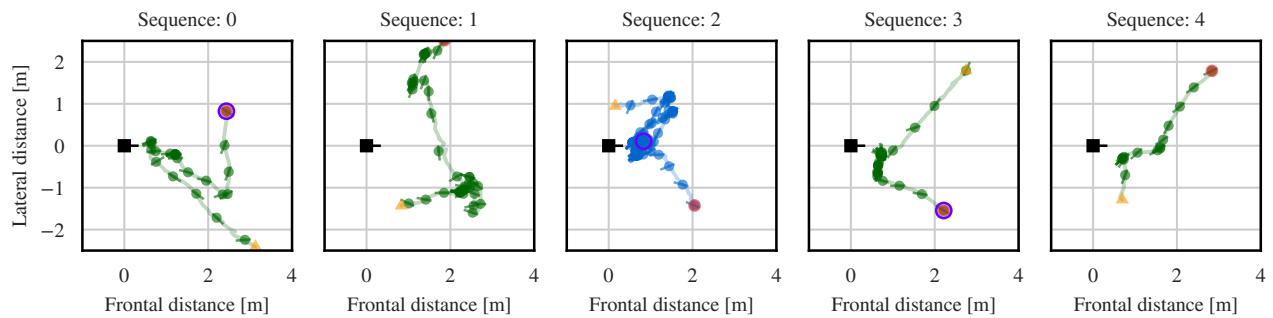 Sequence: 0 Sequence: 1 Sequence: 2 Sequence: 3 Sequence: 4
Lateral distance [m]
2
1
0
−1
−2
0 2 4 0 2 4 0 2 4 0 2 4 0 2 4
Frontal distance [m] Frontal distance [m] Frontal distance [m] Frontal distance [m] Frontal distance [m]